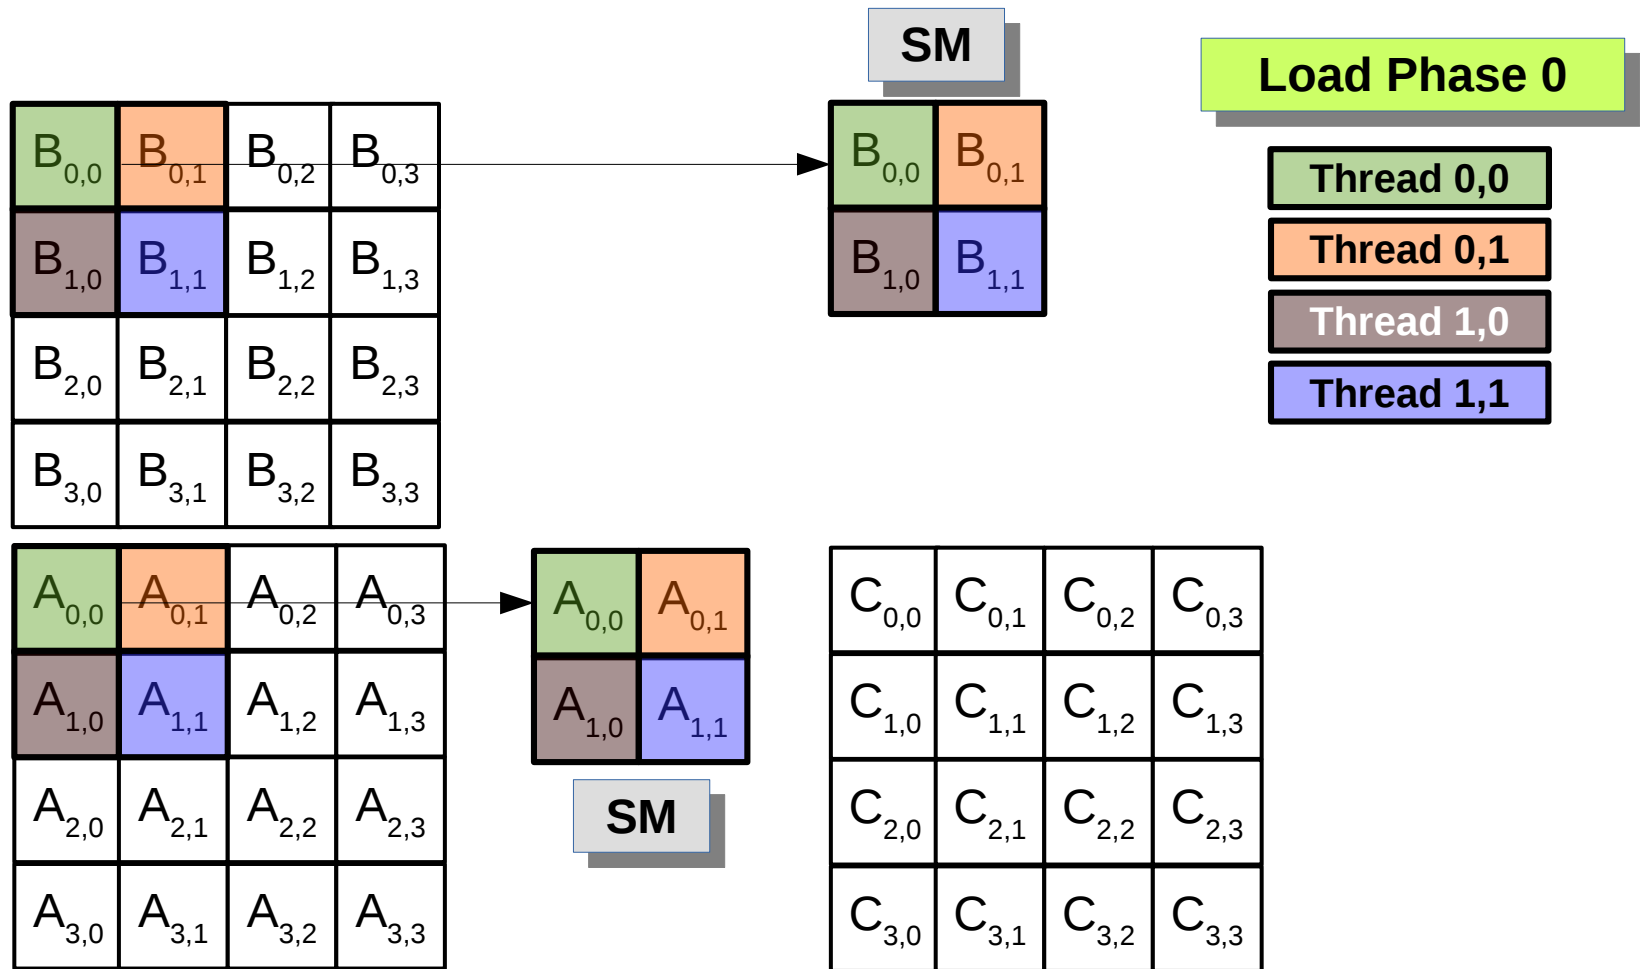 SM
Load Phase 0
B0,0 B0,1 B0,2 B0,3
B1,0 B1,1 B1,2 B1,3
B2,0 B2,1 B2,2 B2,3
B3,0 B3,1 B3,2 B3,3
B0,0 B0,1
B1,0 B1,1
Thread 0,0
Thread 0,1
Thread 1,0
Thread 1,1
A0,0 A0,1 A0,2 A0,3
A1,0 A1,1 A1,2 A1,3
A2,0 A2,1 A2,2 A2,3
A3,0 A3,1 A3,2 A3,3
A0,0 A0,1
A1,0 A1,1
SM
C0,0 C0,1 C0,2 C0,3
C1,0 C1,1 C1,2 C1,3
C2,0 C2,1 C2,2 C2,3
C3,0 C3,1 C3,2 C3,3